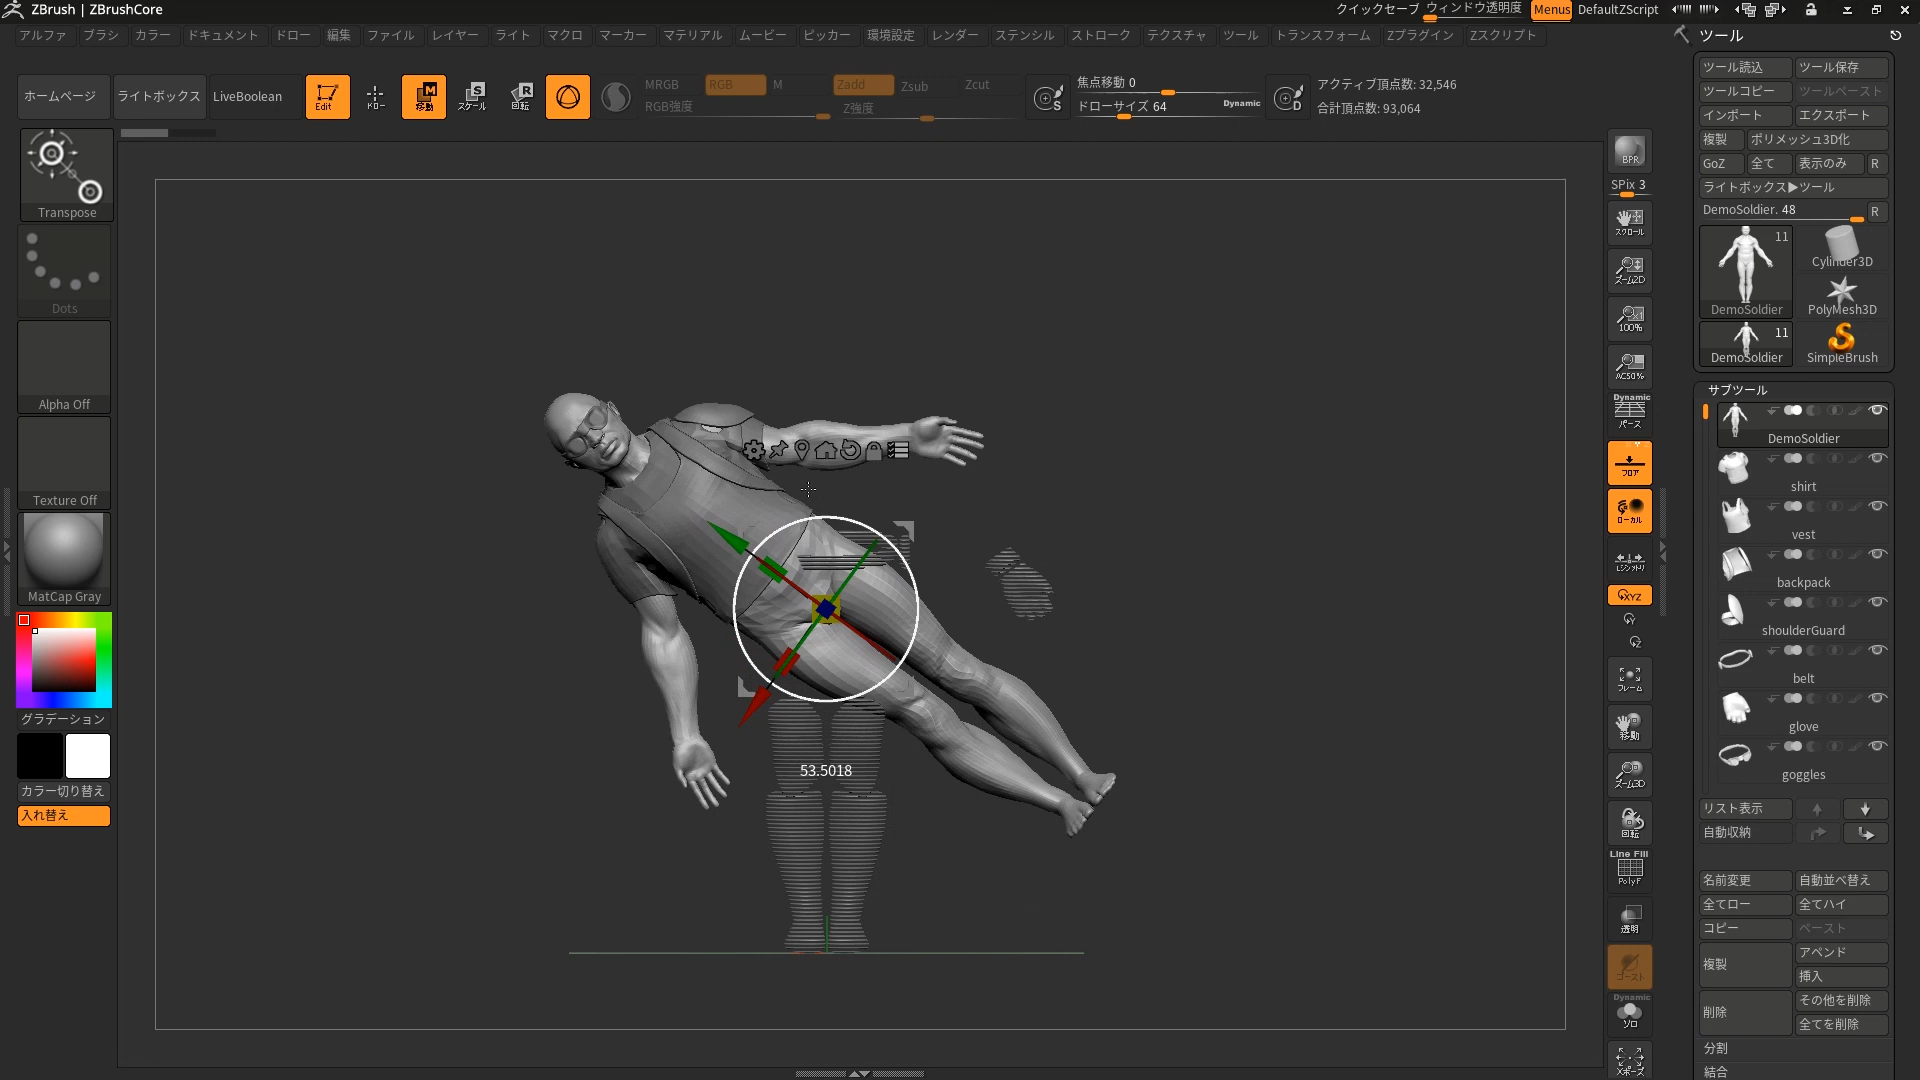 ZBrush | ZBrushCore
クイックセーブ ウィンドウ透明度 Menus DefaultZScript
アルファ ブラシ カラー ドキュメント ドロー 編集 ファイル レイヤー ライト マクロ マーカー マテリアル ムービー ピッカー 環境設定 レンダー ステンシル ストローク テクスチャ ツール トランスフォーム Zプラグイン Zスクリプト
ホームページ ライトボックス LiveBoolean
Edit ドロー 移動 スケール 回転
M S R
MRGB RGB M Zadd Zsub Zcut
RGB強度 Z強度
S D
焦点移動 0
ドローサイズ 64 Dynamic
アクティブ頂点数: 32,546
合計頂点数: 93,064
Transpose
Dots
Alpha Off
Texture Off
MatCap Gray
グラデーション
カラー切り替え
入れ替え
53.5018
BPR
SPix 3
スクロール
ズーム2D
100%
AC50%
Dynamic
パース
フロア
ローカル
Lシンメトリ
XYZ
Y
Z
フレーム
移動
ズーム3D
回転
Line Fill
PolyF
透明
ゴースト
Dynamic
ソロ
Xポーズ
ツール
ツール読込 ツール保存
ツールコピー ツールペースト
インポート エクスポート
複製 ポリメッシュ3D化
GoZ 全て 表示のみ R
ライトボックス▶ツール
DemoSoldier. 48 R
11
DemoSoldier
Cylinder3D
PolyMesh3D
11
DemoSoldier
SimpleBrush
サブツール
DemoSoldier
shirt
vest
backpack
shoulderGuard
belt
glove
goggles
リスト表示
自動収納
名前変更 自動並べ替え
全てロー 全てハイ
コピー ペースト
複製 アペンド
挿入
削除 その他を削除
全てを削除
分割
結合